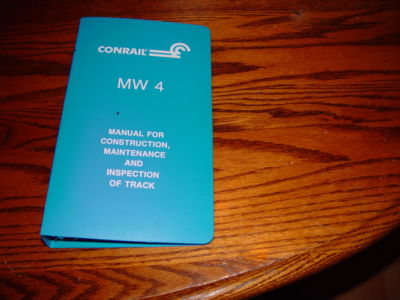 CONRAIL
MW 4
MANUAL FOR
CONSTRUCTION,
MAINTENANCE
AND
INSPECTION
OF TRACK